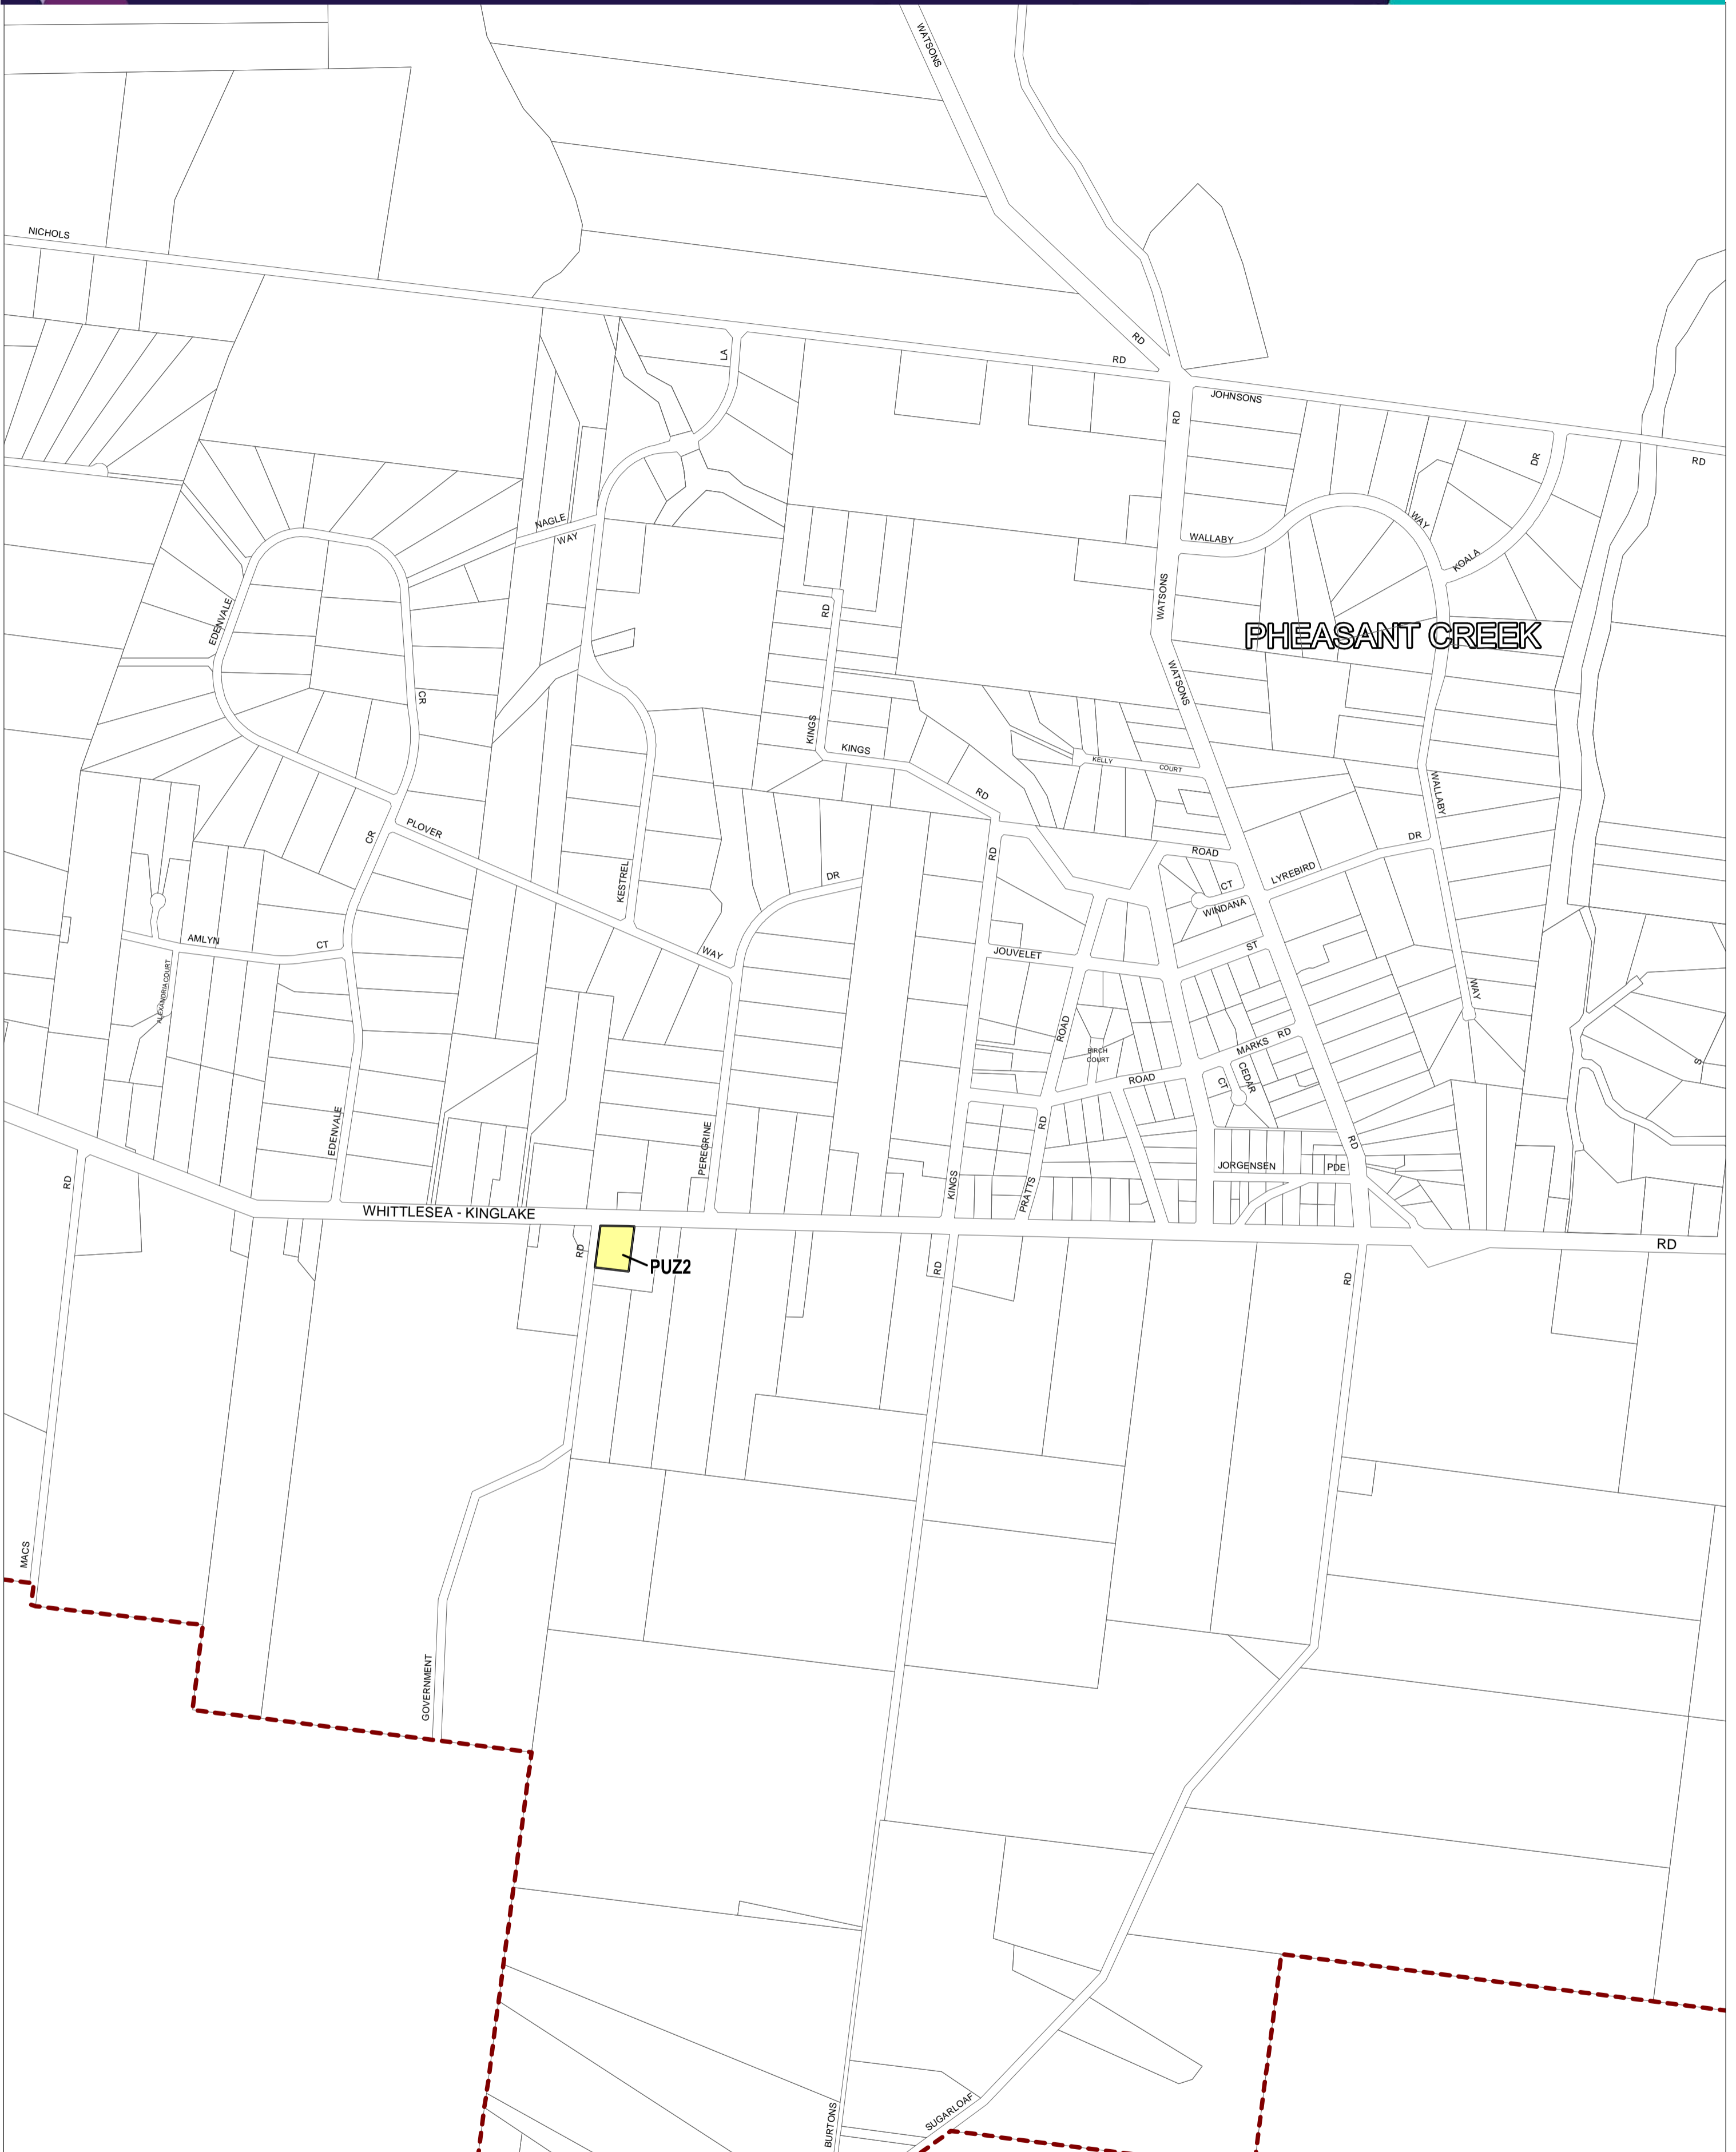 WATSONS
NICHOLS
RD
LA
RD
JOHNSONS
RD
DR
RD
NAGLE
WAY
WAY
WALLABY
KOALA
EDENVALE
RD
WATSONS
PHEASANT CREEK
WATSONS
CR
KINGS
KINGS
KELLY
COURT
RD
WALLABY
PLOVER
CR
DR
ROAD
RD
LYREBIRD
KESTREL
DR
CT
WINDANA
AMLYN
CT
WAY
JOUVELET
ST
ALEXANDRIA COURT
WAY
ROAD
MARKS
RD
BIRCH
COURT
S
ROAD
CT
CEDAR
EDENVALE
PEREGRINE
RD
RD
JORGENSEN
PDE
RD
KINGS
PRATTS
WHITTLESEA - KINGLAKE
RD
RD
PUZ2
RD
RD
MACS
GOVERNMENT
BURTONS
SUGARLOAF